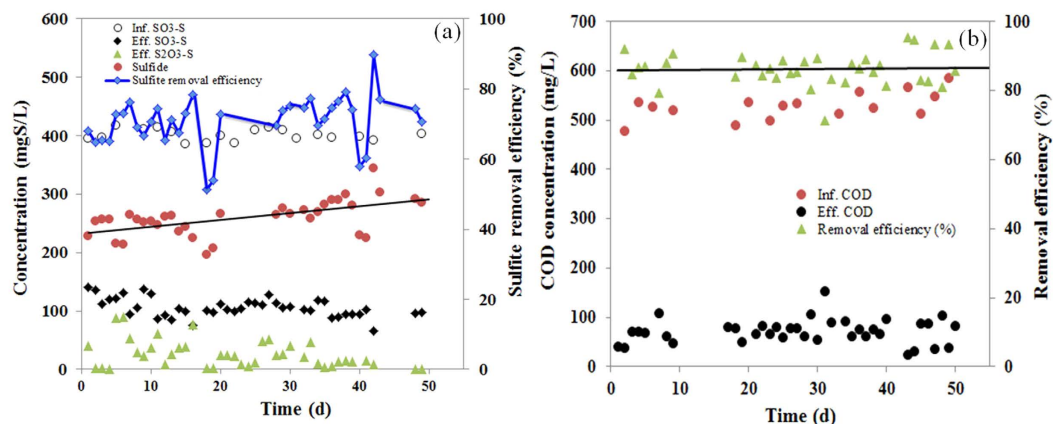 (a)
Inf. SO3-S
Eff. SO3-S
Eff. S2O3-S
Sulfide
Sulfite removal efficiency
Concentration (mgS/L)
600
500
400
300
200
100
0
0 10 20 30 40 50
Time (d)
100
80
60
40
20
0
Sulfite removal efficiency (%)
(b)
COD concentration (mg/L)
700
600
500
400
300
200
100
0
Inf. COD
Eff. COD
Removal efficiency (%)
0 10 20 30 40 50
Time (d)
100
80
60
40
20
0
Removal efficiency (%)